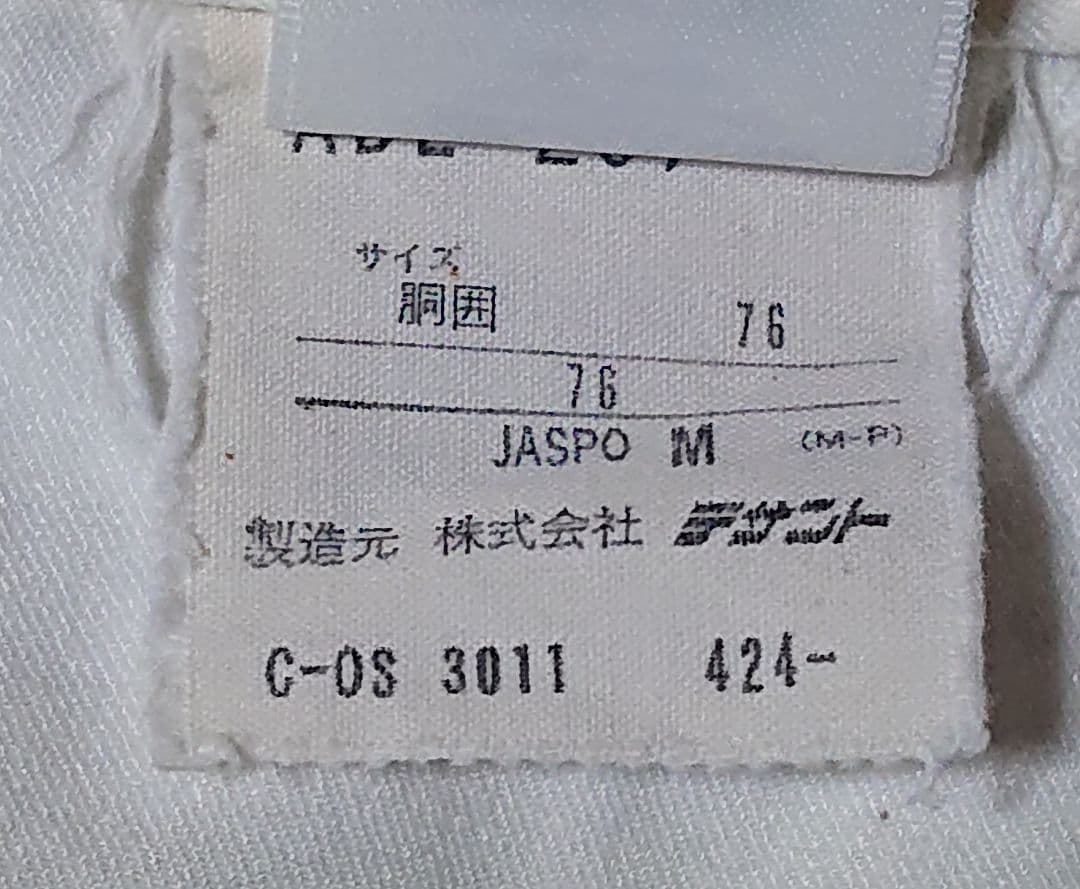 サイズ
胴囲 76
76
JASPO M (M-P)
製造元 株式会社 デサント
C-OS 3011 424-